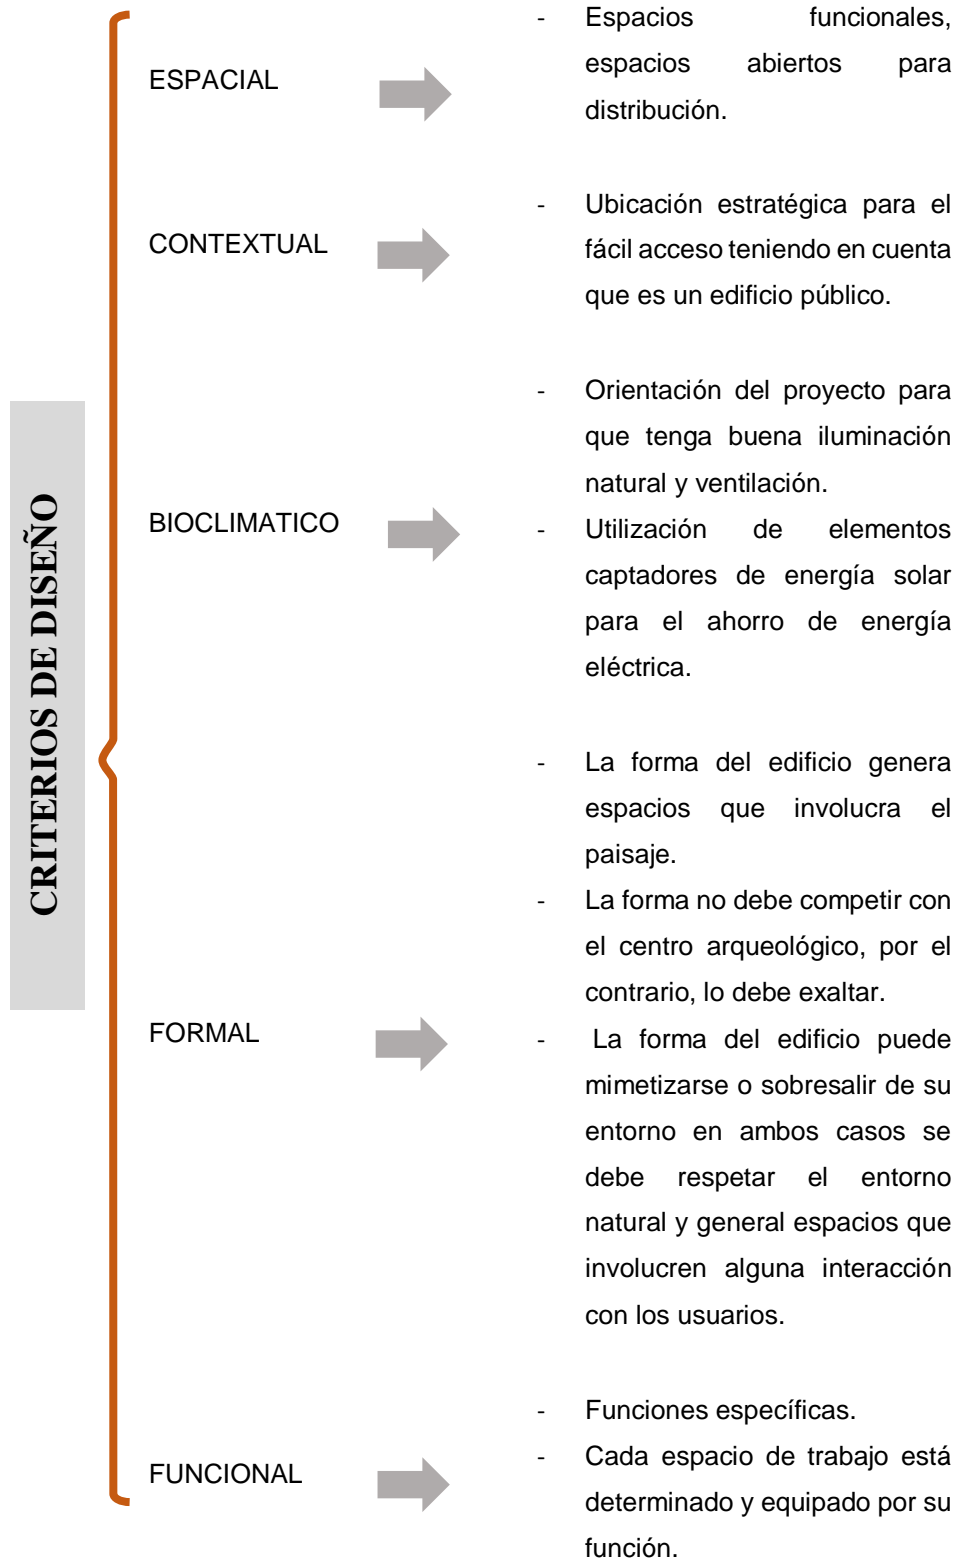 CRITERIOS DE DISEÑO
ESPACIAL
- Espacios funcionales,
espacios abiertos para
distribución.
CONTEXTUAL
- Ubicación estratégica para el
fácil acceso teniendo en cuenta
que es un edificio público.
BIOCLIMATICO
- Orientación del proyecto para
que tenga buena iluminación
natural y ventilación.
- Utilización de elementos
captadores de energía solar
para el ahorro de energía
eléctrica.
FORMAL
- La forma del edificio genera
espacios que involucra el
paisaje.
- La forma no debe competir con
el centro arqueológico, por el
contrario, lo debe exaltar.
- La forma del edificio puede
mimetizarse o sobresalir de su
entorno en ambos casos se
debe respetar el entorno
natural y general espacios que
involucren alguna interacción
con los usuarios.
FUNCIONAL
- Funciones específicas.
- Cada espacio de trabajo está
determinado y equipado por su
función.